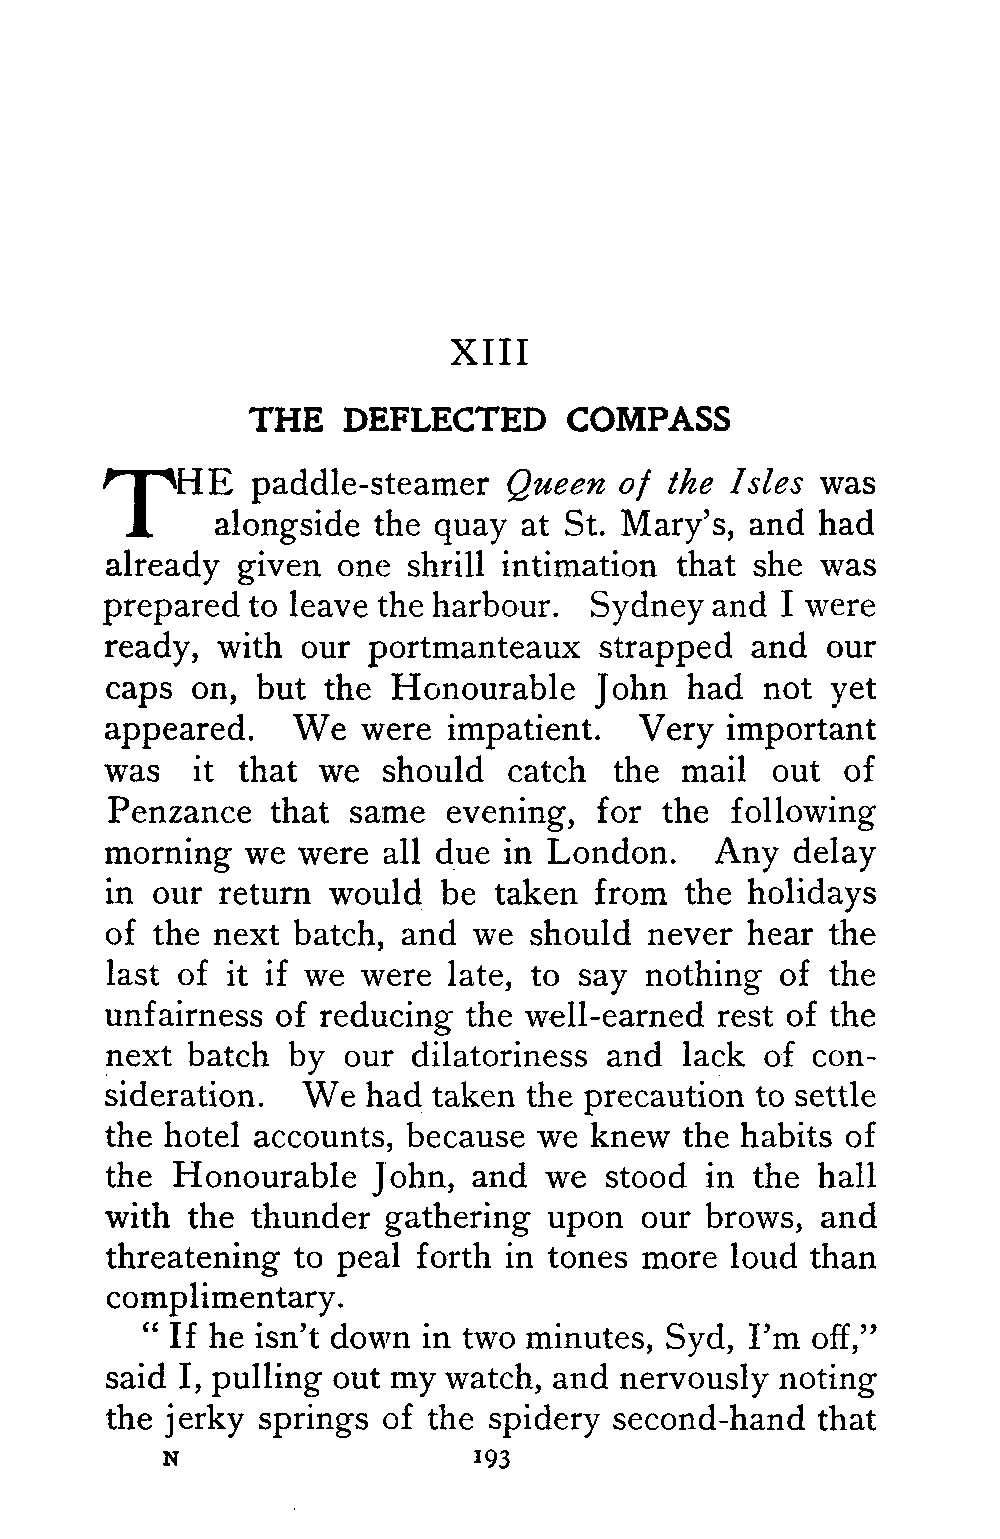 XIII
THE DEFLECTED COMPASS
THE paddle-steamer Queen of the Isles was
alongside the quay at St. Mary's, and had
already given one shrill intimation that she was
prepared to leave the harbour. Sydney and I were
ready, with our portmanteaux strapped and our
caps on, but the Honourable John had not yet
appeared. We were impatient. Very important
was it that we should catch the mail out of
Penzance that same evening, for the following
morning we were all due in London. Any delay
in our return would be taken from the holidays
of the next batch, and we should never hear the
last of it if we were late, to say nothing of the
unfairness of reducing the well-earned rest of the
next batch by our dilatoriness and lack of con-
sideration. We had taken the precaution to settle
the hotel accounts, because we knew the habits of
the Honourable John, and we stood in the hall
with the thunder gathering upon our brows, and
threatening to peal forth in tones more loud than
complimentary.
“ If he isn’t down in two minutes, Syd, I’m off,”
said I, pulling out my watch, and nervously noting
the jerky springs of the spidery second-hand that
N 193